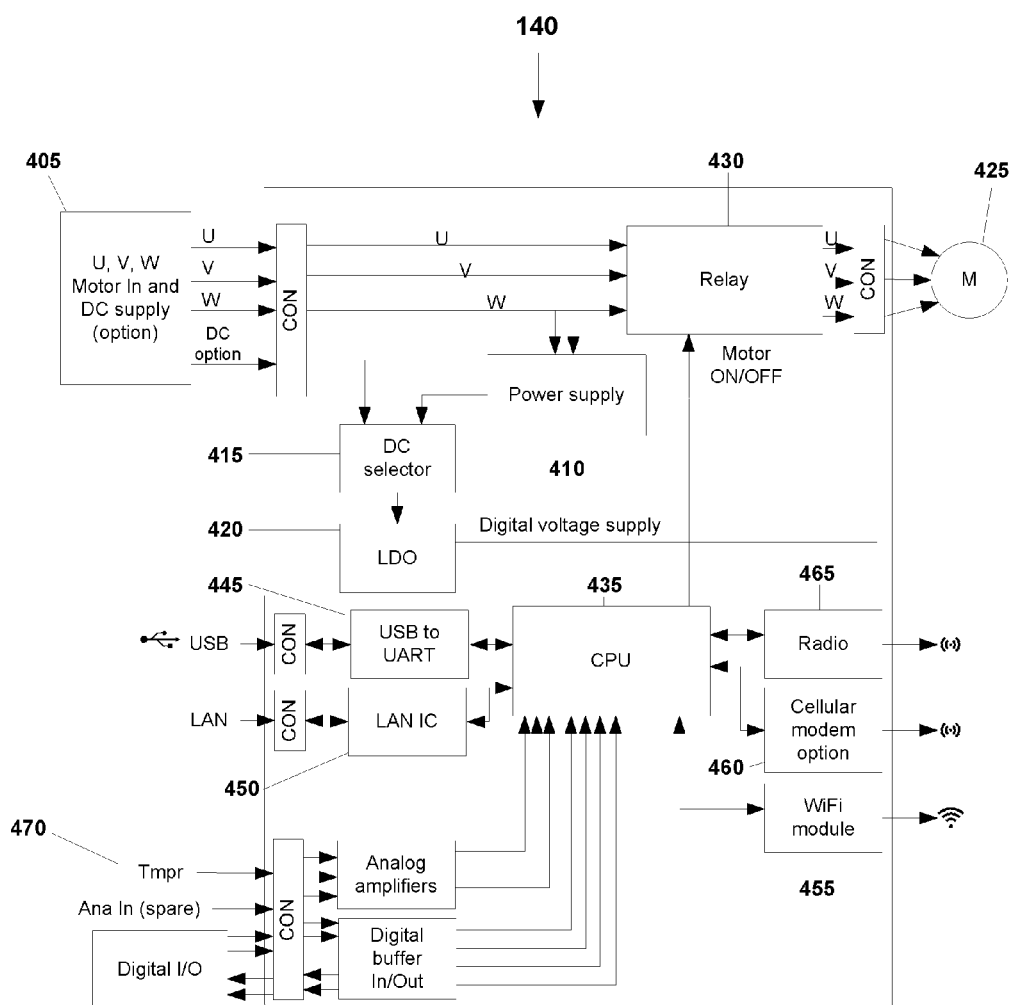 140
405
430
425
U, V, W
Motor In and
DC supply
(option)
U
V
W
DC
option
CON
U
V
W
Relay
U
V
W
CON
M
Motor
ON/OFF
Power supply
415
DC
selector
410
420
LDO
Digital voltage supply
445
435
465
USB
CON
USB to
UART
CPU
Radio
LAN
CON
LAN IC
Cellular
modem
option
450
460
WiFi
module
455
470
Tmpr
Ana In (spare)
Digital I/O
CON
Analog
amplifiers
Digital
buffer
In/Out